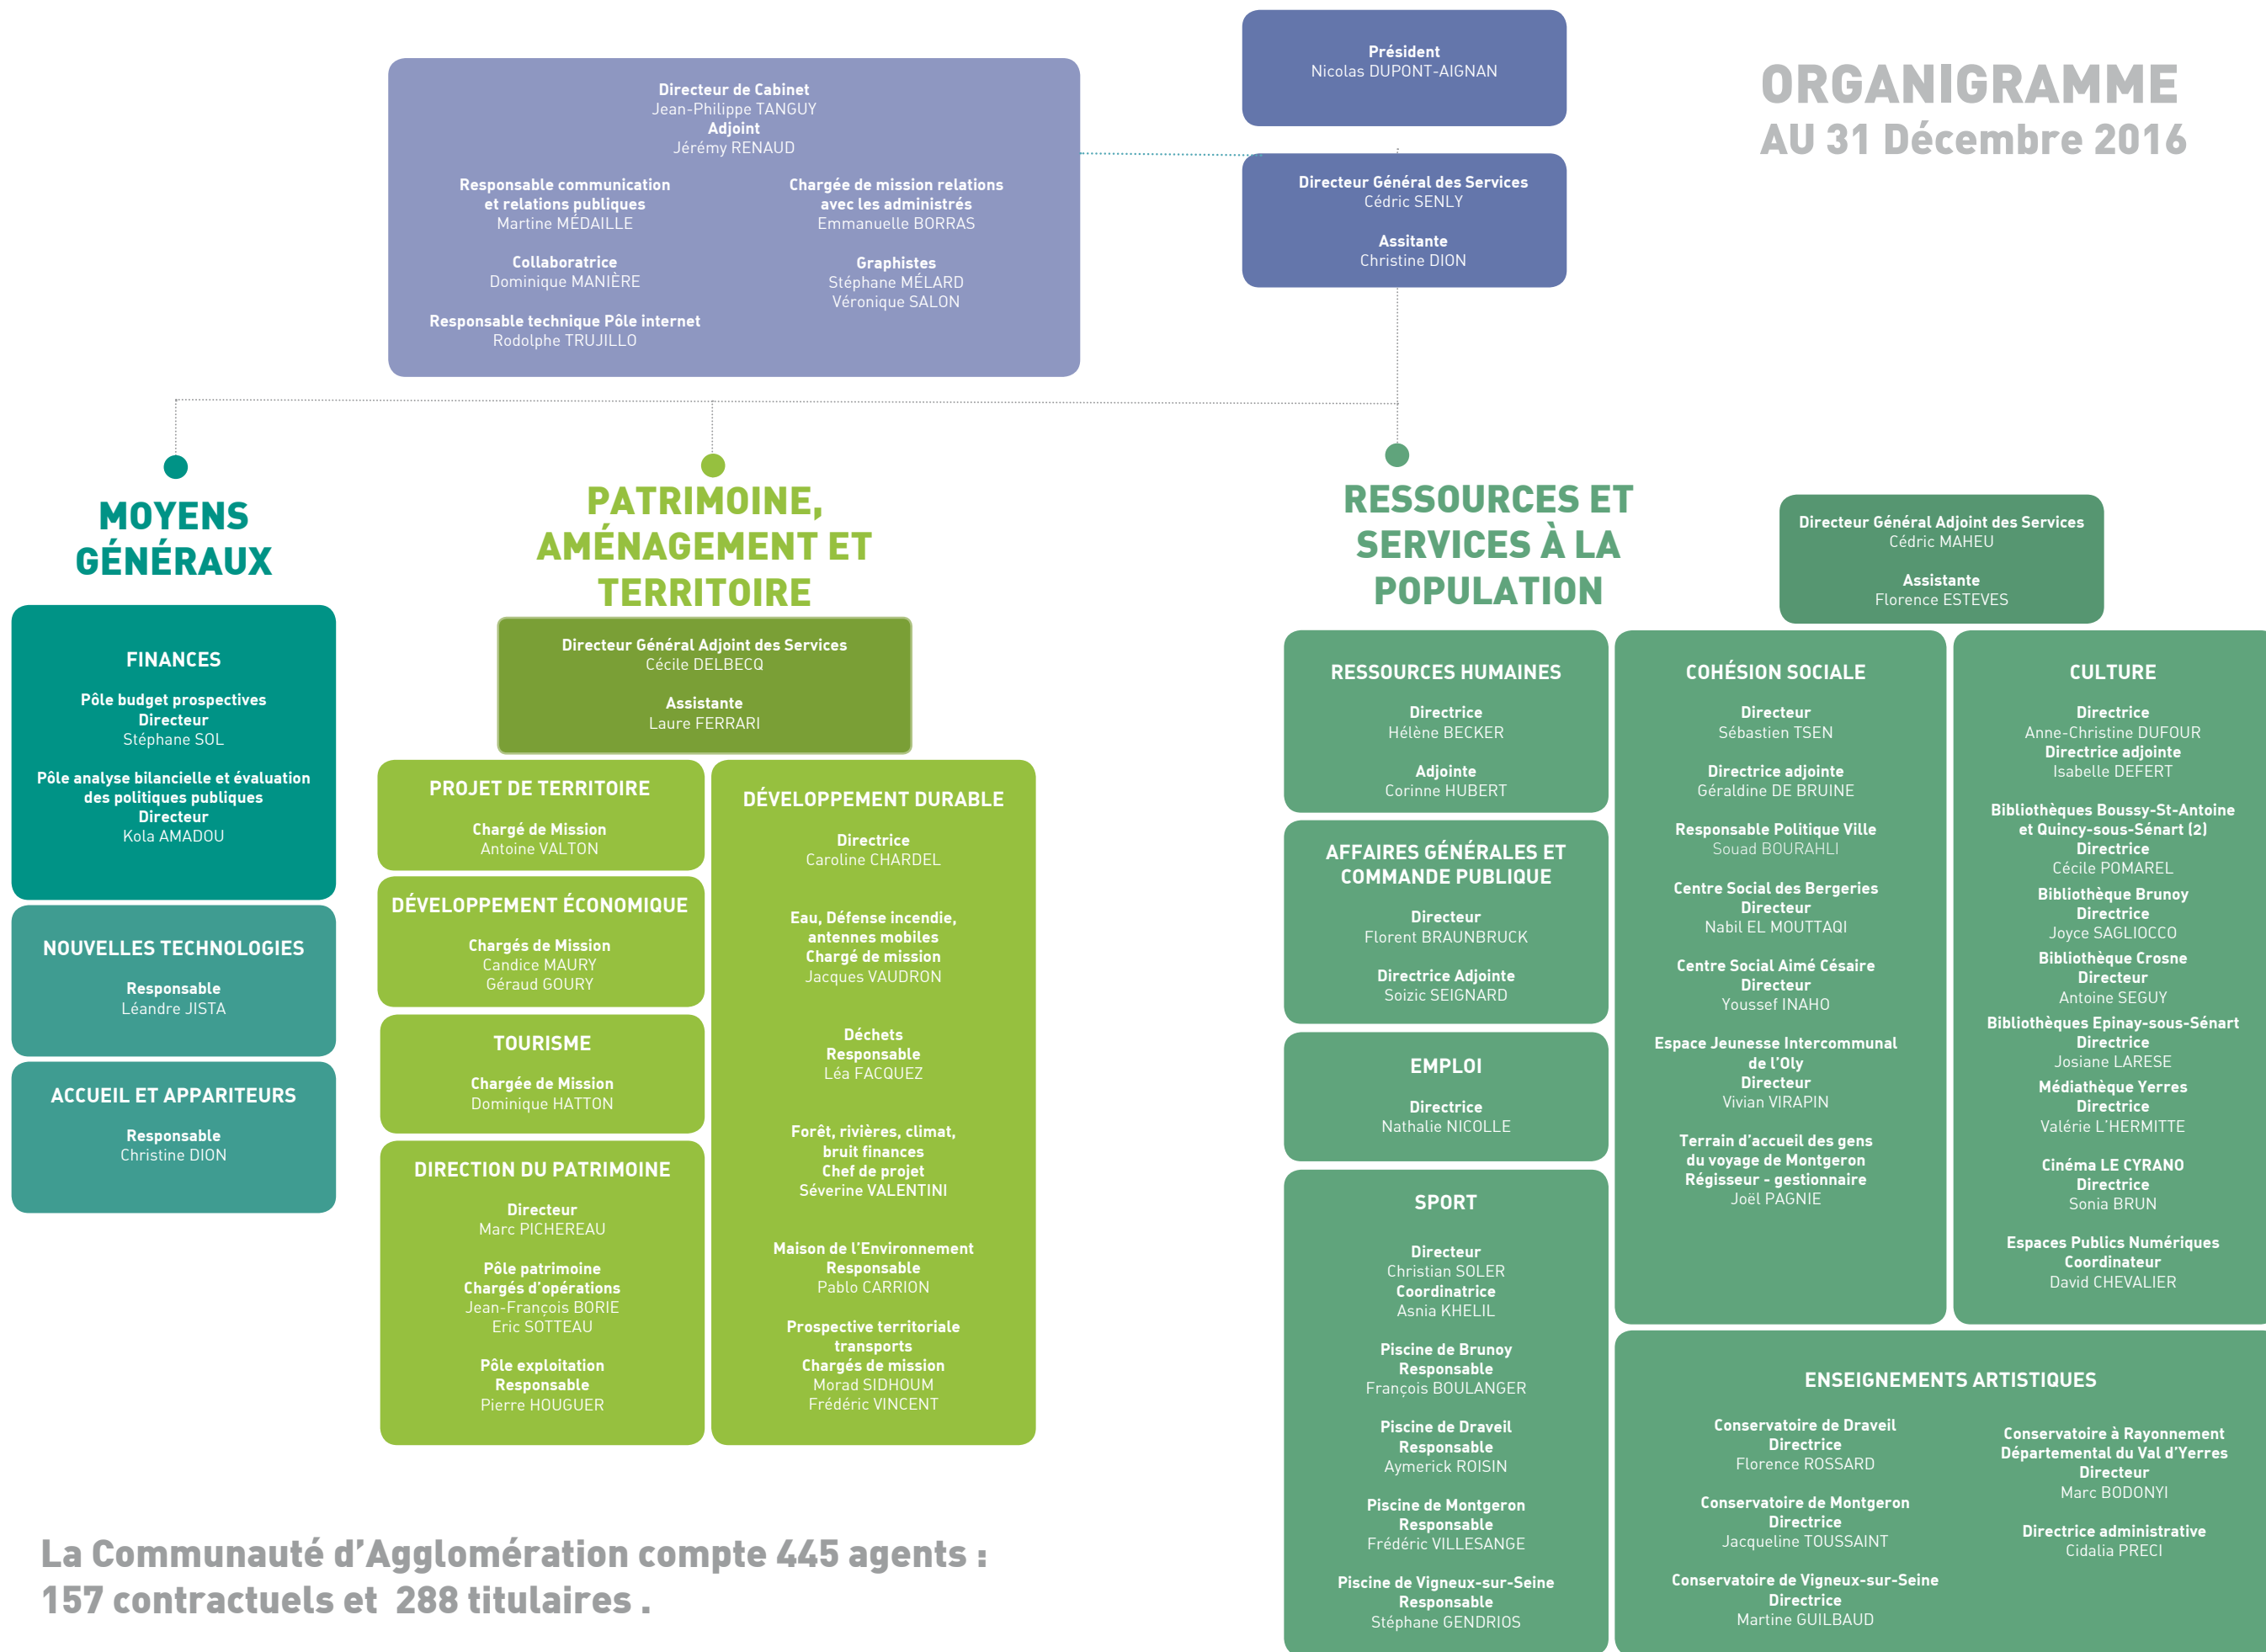 ORGANIGRAMME
AU 31 Décembre 2016
Président
Nicolas DUPONT-AIGNAN
Directeur de Cabinet
Jean-Philippe TANGUY
Adjoint
Jérémy RENAUD
Responsable communication
et relations publiques
Martine MÉDAILLE
Collaboratrice
Dominique MANIÈRE
Responsable technique Pôle internet
Rodolphe TRUJILLO
Chargée de mission relations
avec les administrés
Emmanuelle BORRAS
Graphistes
Stéphane MÉLARD
Véronique SALON
Directeur Général des Services
Cédric SENLY
Assitante
Christine DION
MOYENS
GÉNÉRAUX
FINANCES
Pôle budget prospectives
Directeur
Stéphane SOL
Pôle analyse bilancielle et évaluation
des politiques publiques
Directeur
Kola AMADOU
NOUVELLES TECHNOLOGIES
Responsable
Léandre JISTA
ACCUEIL ET APPARITEURS
Responsable
Christine DION
PATRIMOINE,
AMÉNAGEMENT ET
TERRITOIRE
Directeur Général Adjoint des Services
Cécile DELBECQ
Assistante
Laure FERRARI
PROJET DE TERRITOIRE
Chargé de Mission
Antoine VALTON
DÉVELOPPEMENT ÉCONOMIQUE
Chargés de Mission
Candice MAURY
Géraud GOURY
TOURISME
Chargée de Mission
Dominique HATTON
DIRECTION DU PATRIMOINE
Directeur
Marc PICHEREAU
Pôle patrimoine
Chargés d'opérations
Jean-François BORIE
Eric SOTTEAU
Pôle exploitation
Responsable
Pierre HOUGUER
DÉVELOPPEMENT DURABLE
Directrice
Caroline CHARDEL
Eau, Défense incendie,
antennes mobiles
Chargé de mission
Jacques VAUDRON
Déchets
Responsable
Léa FACQUEZ
Forêt, rivières, climat,
bruit finances
Chef de projet
Séverine VALENTINI
Maison de l'Environnement
Responsable
Pablo CARRION
Prospective territoriale
transports
Chargés de mission
Morad SIDHOUM
Frédéric VINCENT
RESSOURCES ET
SERVICES À LA
POPULATION
Directeur Général Adjoint des Services
Cédric MAHEU
Assistante
Florence ESTEVES
RESSOURCES HUMAINES
Directrice
Hélène BECKER
Adjointe
Corinne HUBERT
AFFAIRES GÉNÉRALES ET
COMMANDE PUBLIQUE
Directeur
Florent BRAUNBRUCK
Directrice Adjointe
Soizic SEIGNARD
EMPLOI
Directrice
Nathalie NICOLLE
SPORT
Directeur
Christian SOLER
Coordinatrice
Asnia KHELIL
Piscine de Brunoy
Responsable
François BOULANGER
Piscine de Draveil
Responsable
Aymerick ROISIN
Piscine de Montgeron
Responsable
Frédéric VILLESANGE
Piscine de Vigneux-sur-Seine
Responsable
Stéphane GENDRIOS
COHÉSION SOCIALE
Directeur
Sébastien TSEN
Directrice adjointe
Géraldine DE BRUINE
Responsable Politique Ville
Souad BOURAHLI
Centre Social des Bergeries
Directeur
Nabil EL MOUTTAQI
Centre Social Aimé Césaire
Directeur
Youssef INAHO
Espace Jeunesse Intercommunal
de l'Oly
Directeur
Vivian VIRAPIN
Terrain d'accueil des gens
du voyage de Montgeron
Régisseur - gestionnaire
Joël PAGNIE
CULTURE
Directrice
Anne-Christine DUFOUR
Directrice adjointe
Isabelle DEFERT
Bibliothèques Boussy-St-Antoine
et Quincy-sous-Sénart (2)
Directrice
Cécile POMAREL
Bibliothèque Brunoy
Directrice
Joyce SAGLIOCCO
Bibliothèque Crosne
Directeur
Antoine SEGUY
Bibliothèques Epinay-sous-Sénart
Directrice
Josiane LARESE
Médiathèque Yerres
Directrice
Valérie L'HERMITTE
Cinéma LE CYRANO
Directrice
Sonia BRUN
Espaces Publics Numériques
Coordinateur
David CHEVALIER
ENSEIGNEMENTS ARTISTIQUES
Conservatoire de Draveil
Directrice
Florence ROSSARD
Conservatoire de Montgeron
Directrice
Jacqueline TOUSSAINT
Conservatoire de Vigneux-sur-Seine
Directrice
Martine GUILBAUD
Conservatoire à Rayonnement
Départemental du Val d'Yerres
Directeur
Marc BODONYI
Directrice administrative
Cidalia PRECI
La Communauté d'Agglomération compte 445 agents :
157 contractuels et 288 titulaires .